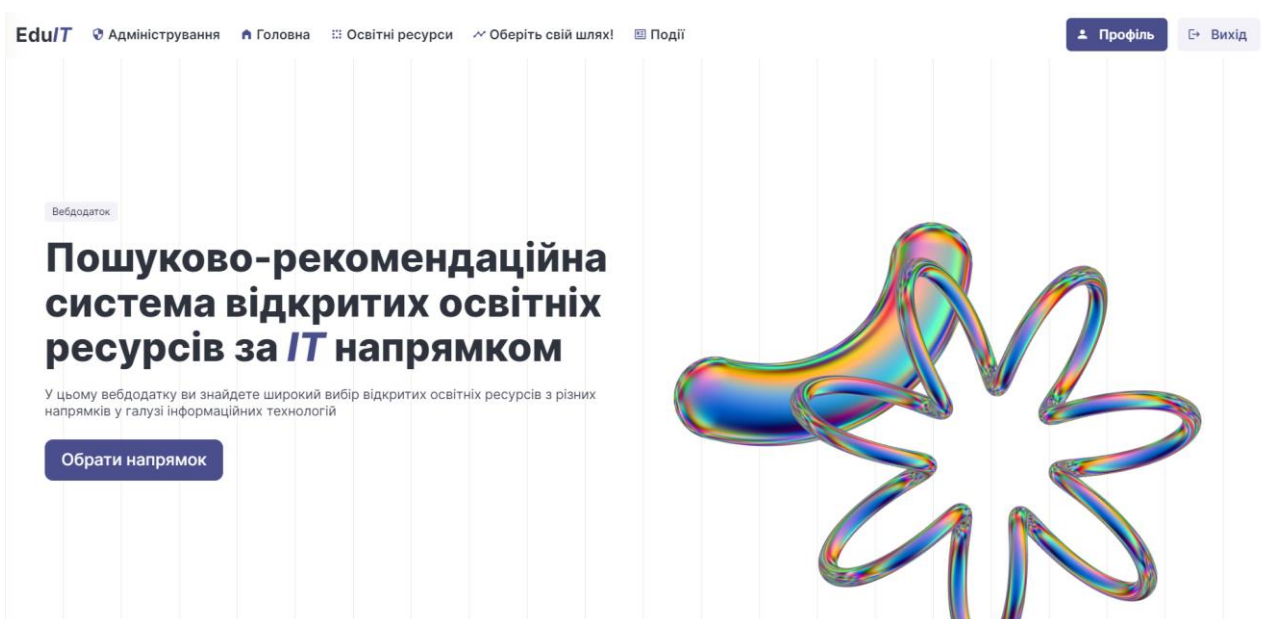 EduIT Адміністрування Головна Освітні ресурси Оберіть свій шлях! Події Профіль Вихід
Вебдодаток
Пошуково-рекомендаційна
система відкритих освітніх
ресурсів за IT напрямком
У цьому вебдодатку ви знайдете широкий вибір відкритих освітніх ресурсів з різних
напрямків у галузі інформаційних технологій
Обрати напрямок